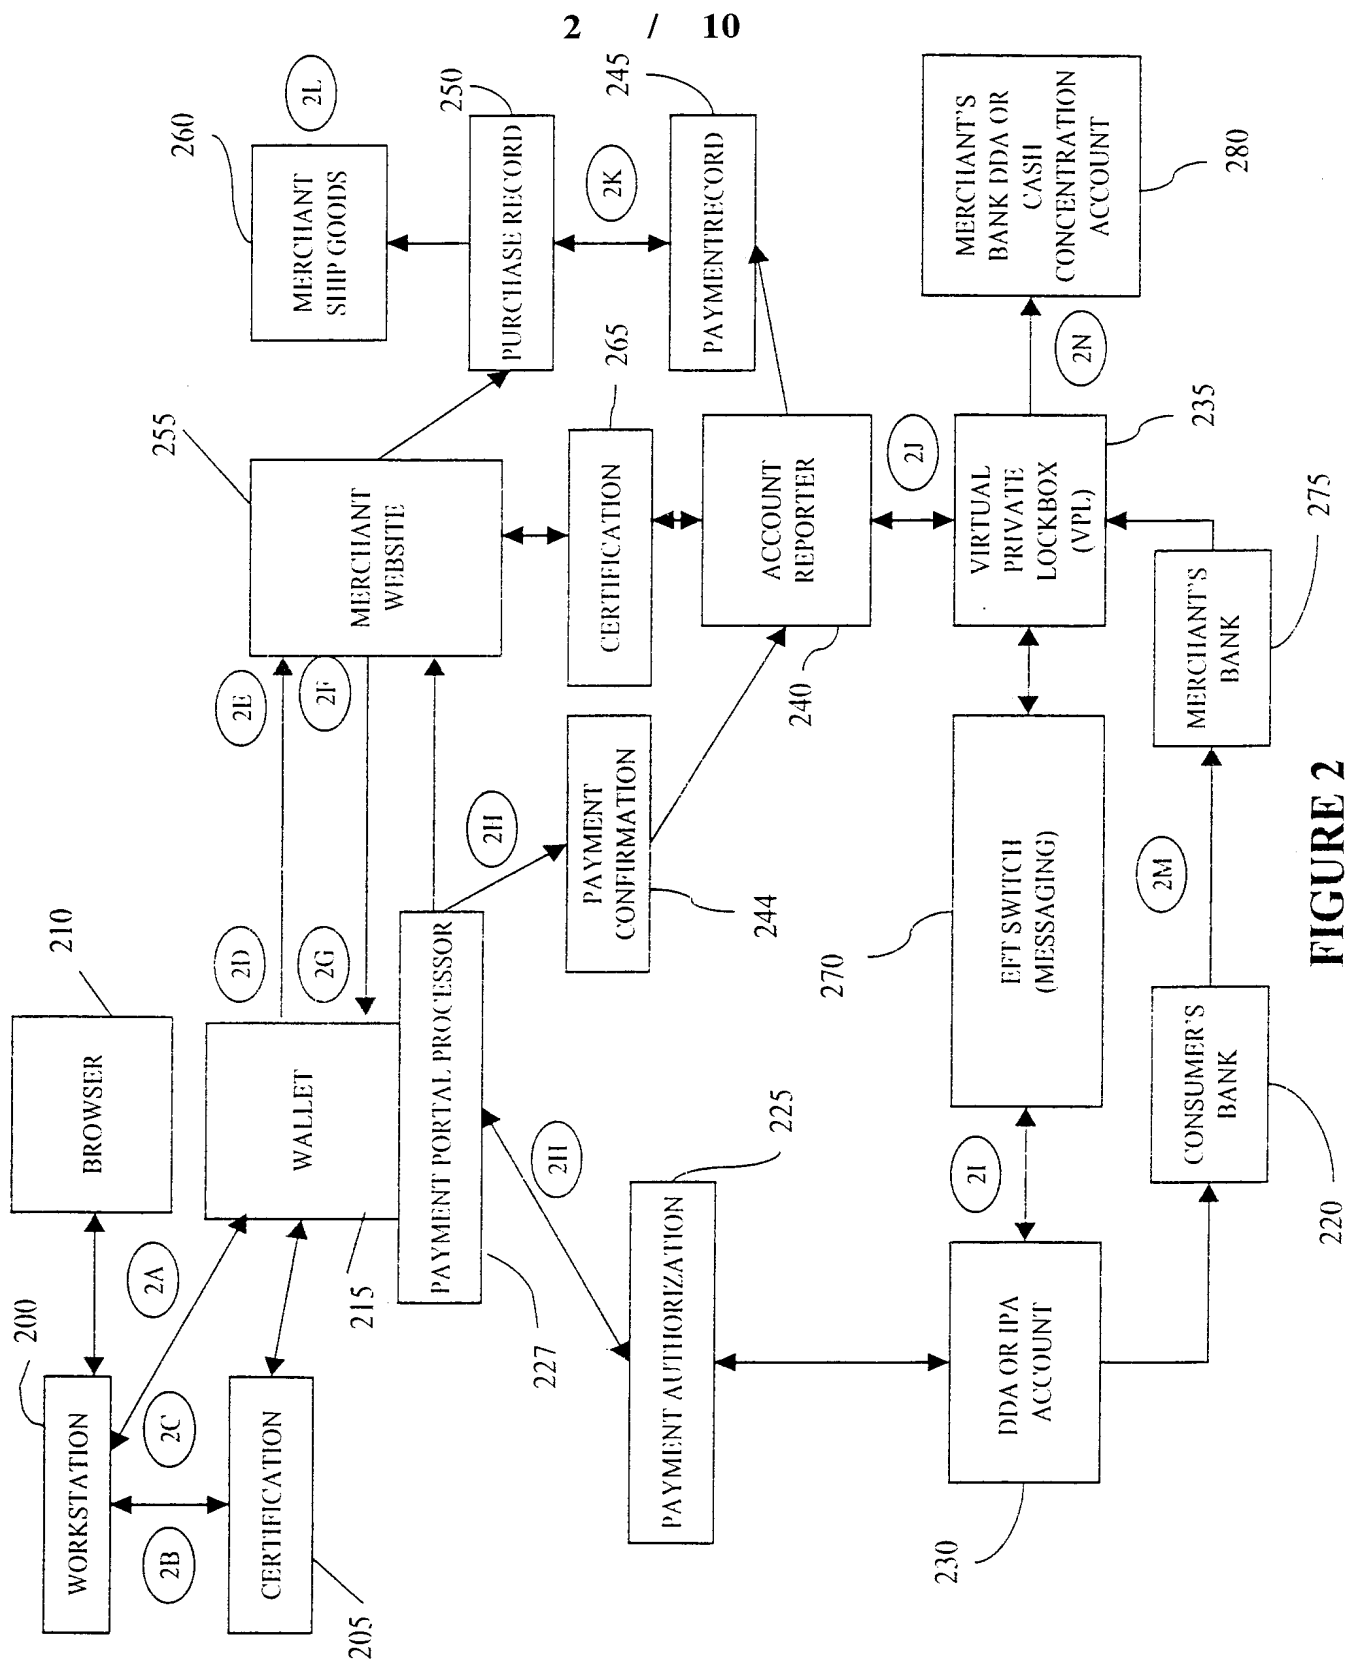 2 / 10
WORKSTATION
200
BROWSER
210
2A
2B
2C
CERTIFICATION
205
WALLET
215
PAYMENT PORTAL PROCESSOR
227
2D
2E
2F
2G
MERCHANT
WEBSITE
255
MERCHANT
SHIP GOODS
260
2L
PURCHASE RECORD
250
2K
PAYMENTRECORD
245
CERTIFICATION
265
2H
PAYMENT
CONFIRMATION
244
ACCOUNT
REPORTER
240
2H
PAYMENT AUTHORIZATION
225
2J
DDA OR IPA
ACCOUNT
230
2I
EFT SWITCH
(MESSAGING)
270
VIRTUAL
PRIVATE
LOCKBOX
(VPL)
235
2N
MERCHANT'S
BANK DDA OR
CASH
CONCENTRATION
ACCOUNT
280
CONSUMER'S
BANK
220
2M
MERCHANT'S
BANK
275
FIGURE 2